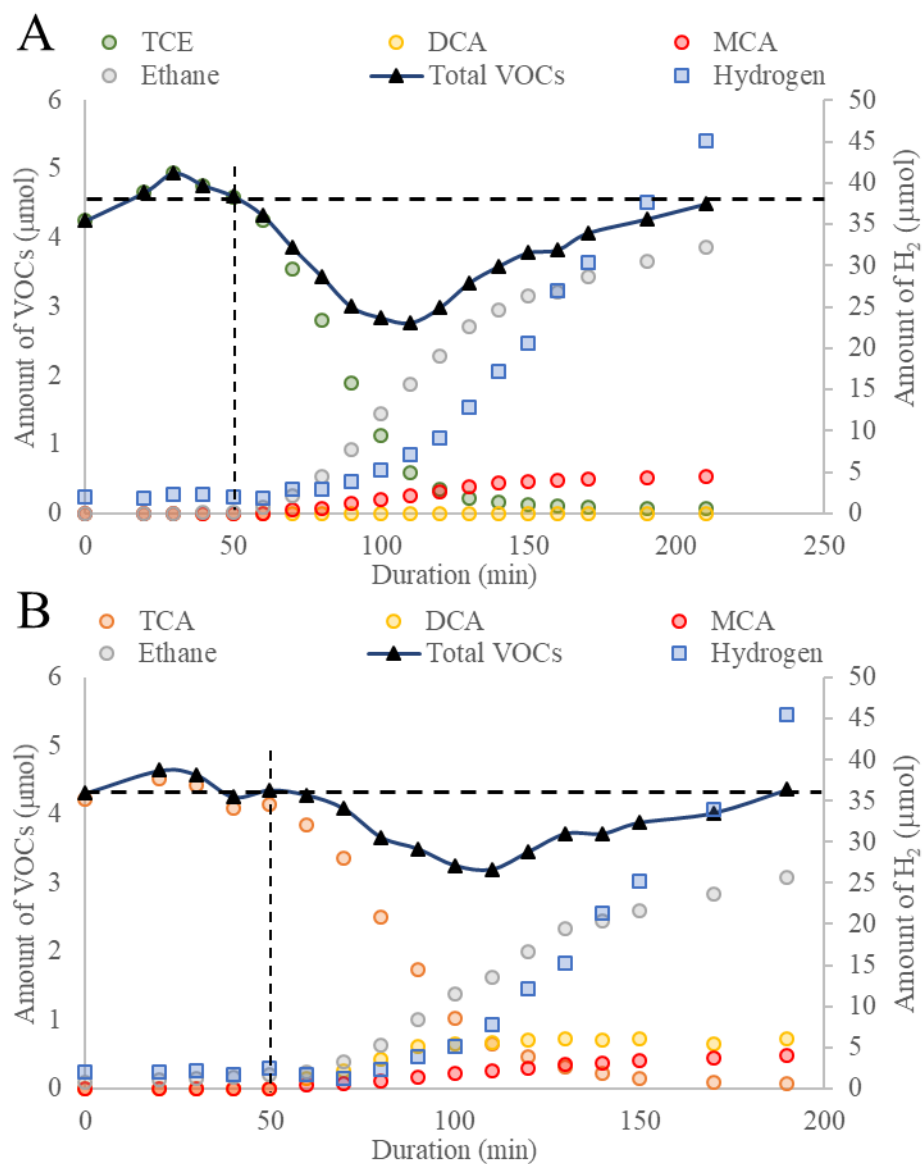 A
TCE DCA MCA
Ethane Total VOCs Hydrogen
Amount of VOCs (µmol)
6
5
4
3
2
1
0
50
45
40
35
30
25
20
15
10
5
0
Amount of H2 (µmol)
0 50 100 150 200 250
Duration (min)
B
TCA DCA MCA
Ethane Total VOCs Hydrogen
Amount of VOCs (µmol)
6
5
4
3
2
1
0
50
45
40
35
30
25
20
15
10
5
0
Amount of H2 (µmol)
0 50 100 150 200
Duration (min)